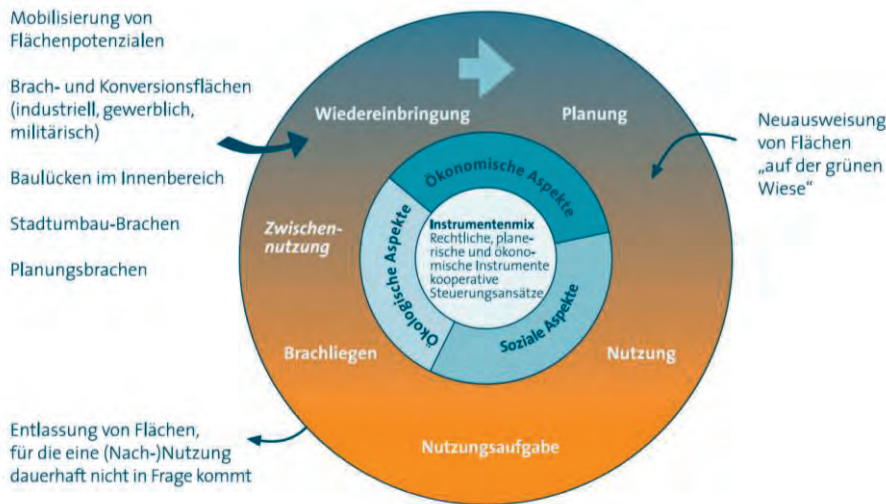 Mobilisierung von
Flächenpotenzialen
Brach- und Konversionsflächen
(industriell, gewerblich,
militärisch)
Baulücken im Innenbereich
Stadtumbau-Brachen
Planungsbrachen
Entlassung von Flächen,
für die eine (Nach-)Nutzung
dauerhaft nicht in Frage kommt
Wiedereinbringung
Planung
Zwischen-
nutzung
Brachliegen
Nutzungsaufgabe
Nutzung
Ökonomische Aspekte
Ökologische Aspekte
Soziale Aspekte
Instrumentenmix
Rechtliche, plane-
rische und ökono-
mische Instrumente
kooperative
Steuerungsansätze
Neuausweisung
von Flächen
„auf der grünen
Wiese“